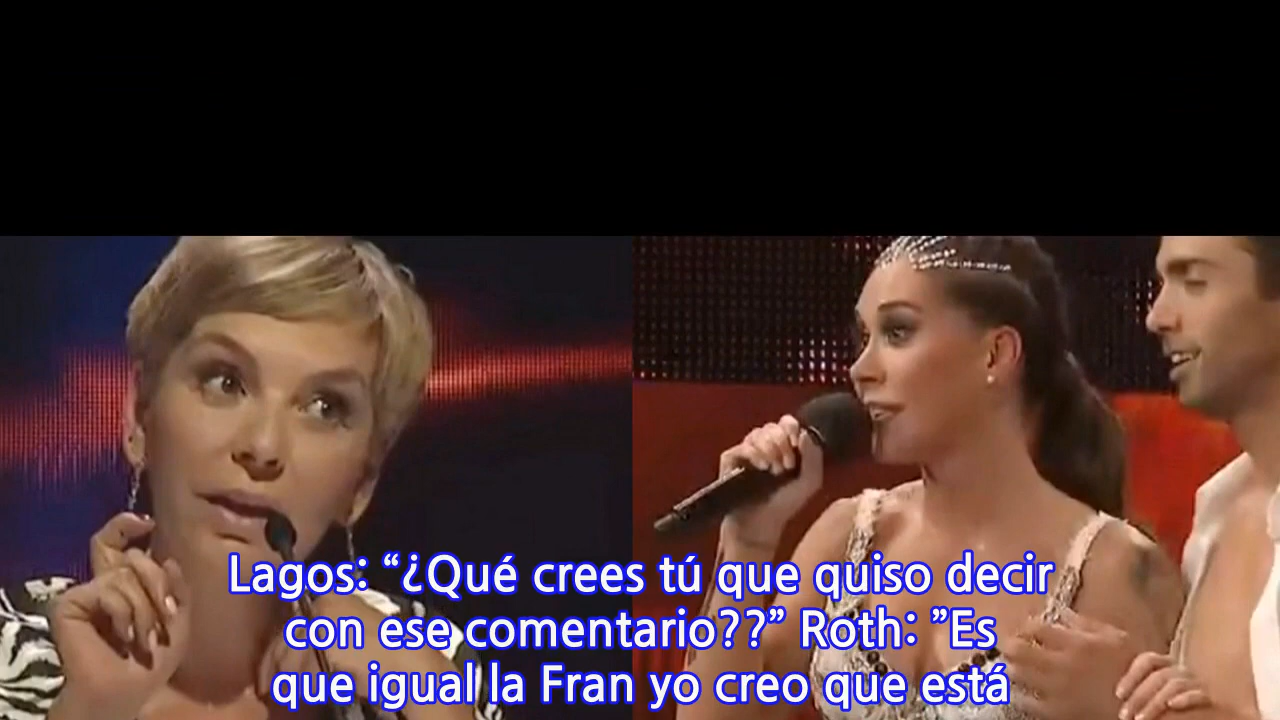 Lagos: “¿Qué crees tú que quiso decir
con ese comentario??” Roth: ”Es
que igual la Fran yo creo que está